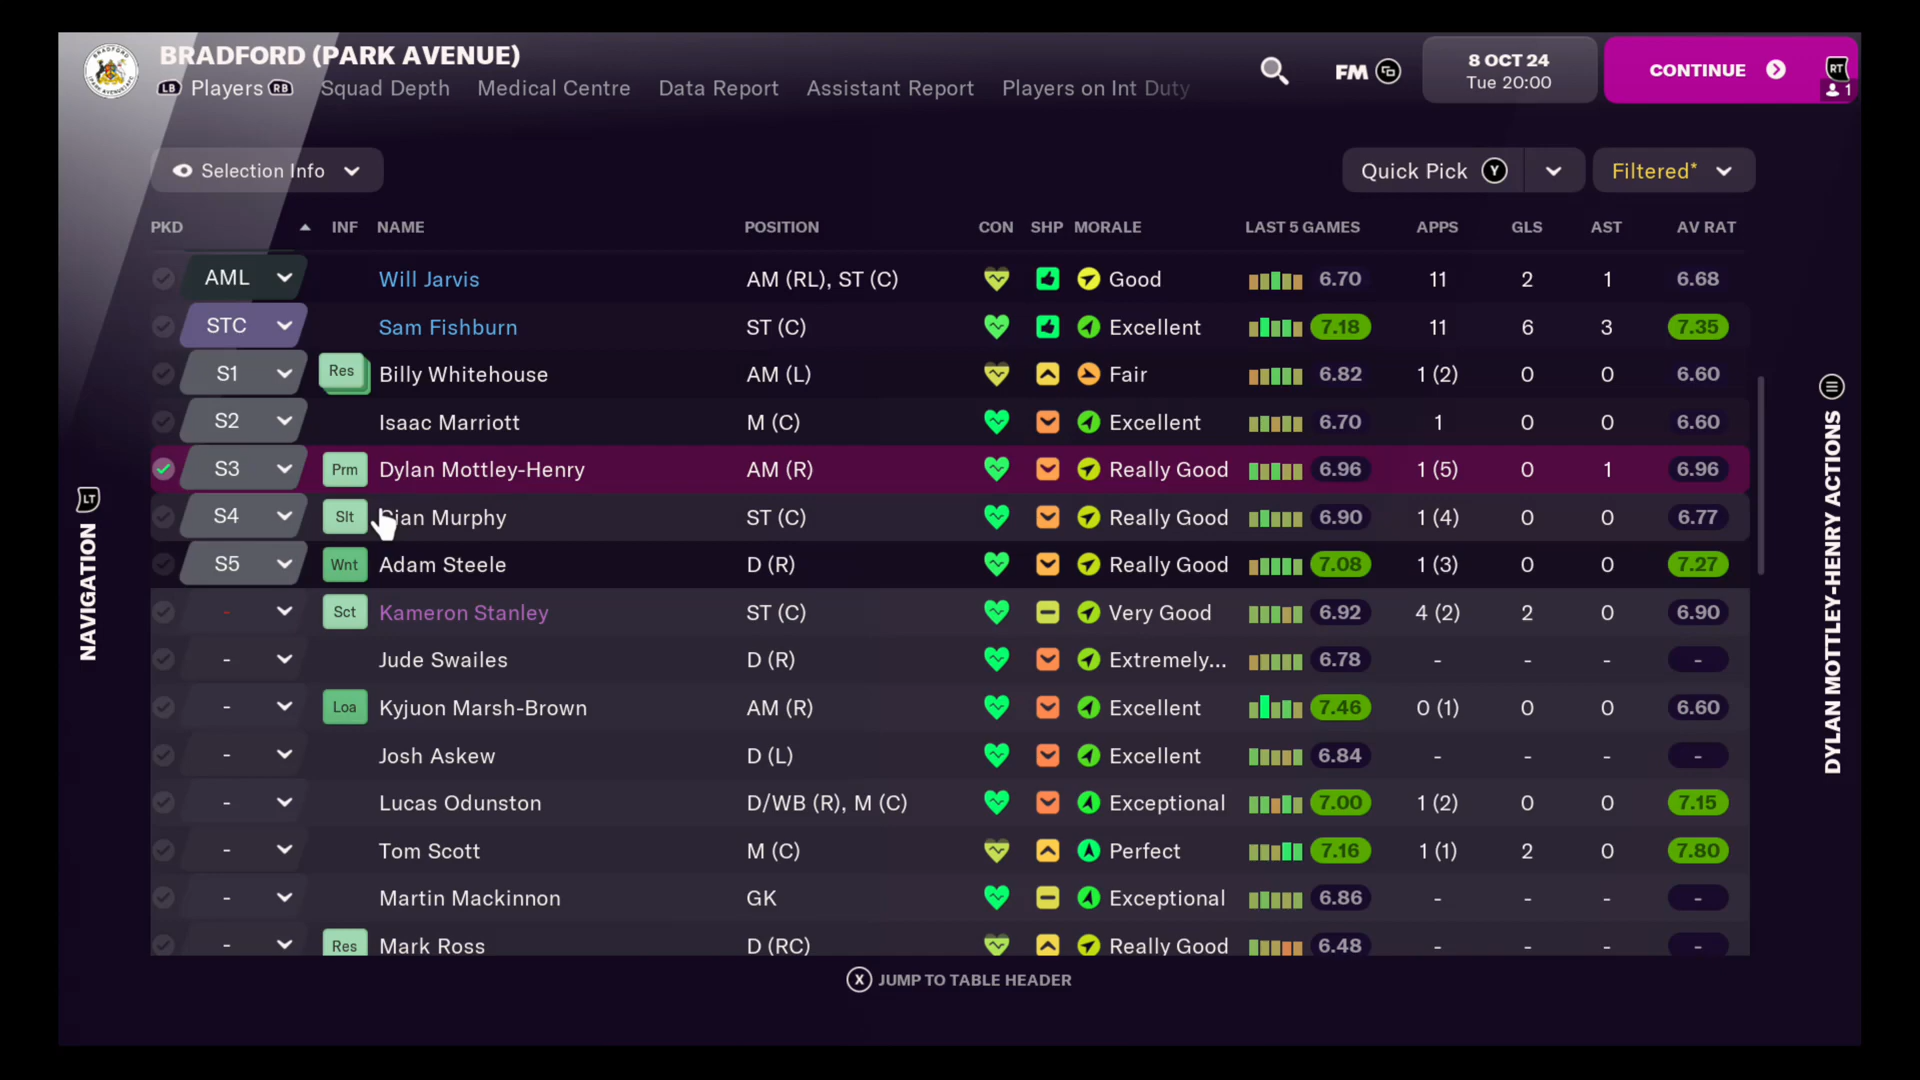 BRADFORD (PARK AVENUE)
LB Players RB Squad Depth Medical Centre Data Report Assistant Report Players on Int Duty
FM
8 OCT 24
Tue 20:00
CONTINUE
RT
1
Selection Info
Quick Pick Y
Filtered*
PKD INF NAME POSITION CON SHP MORALE LAST 5 GAMES APPS GLS AST AV RAT
AML Will Jarvis AM (RL), ST (C) Good 6.70 11 2 1 6.68
STC Sam Fishburn ST (C) Excellent 7.18 11 6 3 7.35
S1 Res Billy Whitehouse AM (L) Fair 6.82 1 (2) 0 0 6.60
S2 Isaac Marriott M (C) Excellent 6.70 1 0 0 6.60
S3 Prm Dylan Mottley-Henry AM (R) Really Good 6.96 1 (5) 0 1 6.96
S4 Slt ian Murphy ST (C) Really Good 6.90 1 (4) 0 0 6.77
S5 Wnt Adam Steele D (R) Really Good 7.08 1 (3) 0 0 7.27
- Sct Kameron Stanley ST (C) Very Good 6.92 4 (2) 2 0 6.90
- Jude Swailes D (R) Extremely... 6.78 - - - -
- Loa Kyjuon Marsh-Brown AM (R) Excellent 7.46 0 (1) 0 0 6.60
- Josh Askew D (L) Excellent 6.84 - - - -
- Lucas Odunston D/WB (R), M (C) Exceptional 7.00 1 (2) 0 0 7.15
- Tom Scott M (C) Perfect 7.16 1 (1) 2 0 7.80
- Martin Mackinnon GK Exceptional 6.86 - - - -
- Res Mark Ross D (RC) Really Good 6.48 - - - -
X JUMP TO TABLE HEADER
LT
NAVIGATION
DYLAN MOTTLEY-HENRY ACTIONS